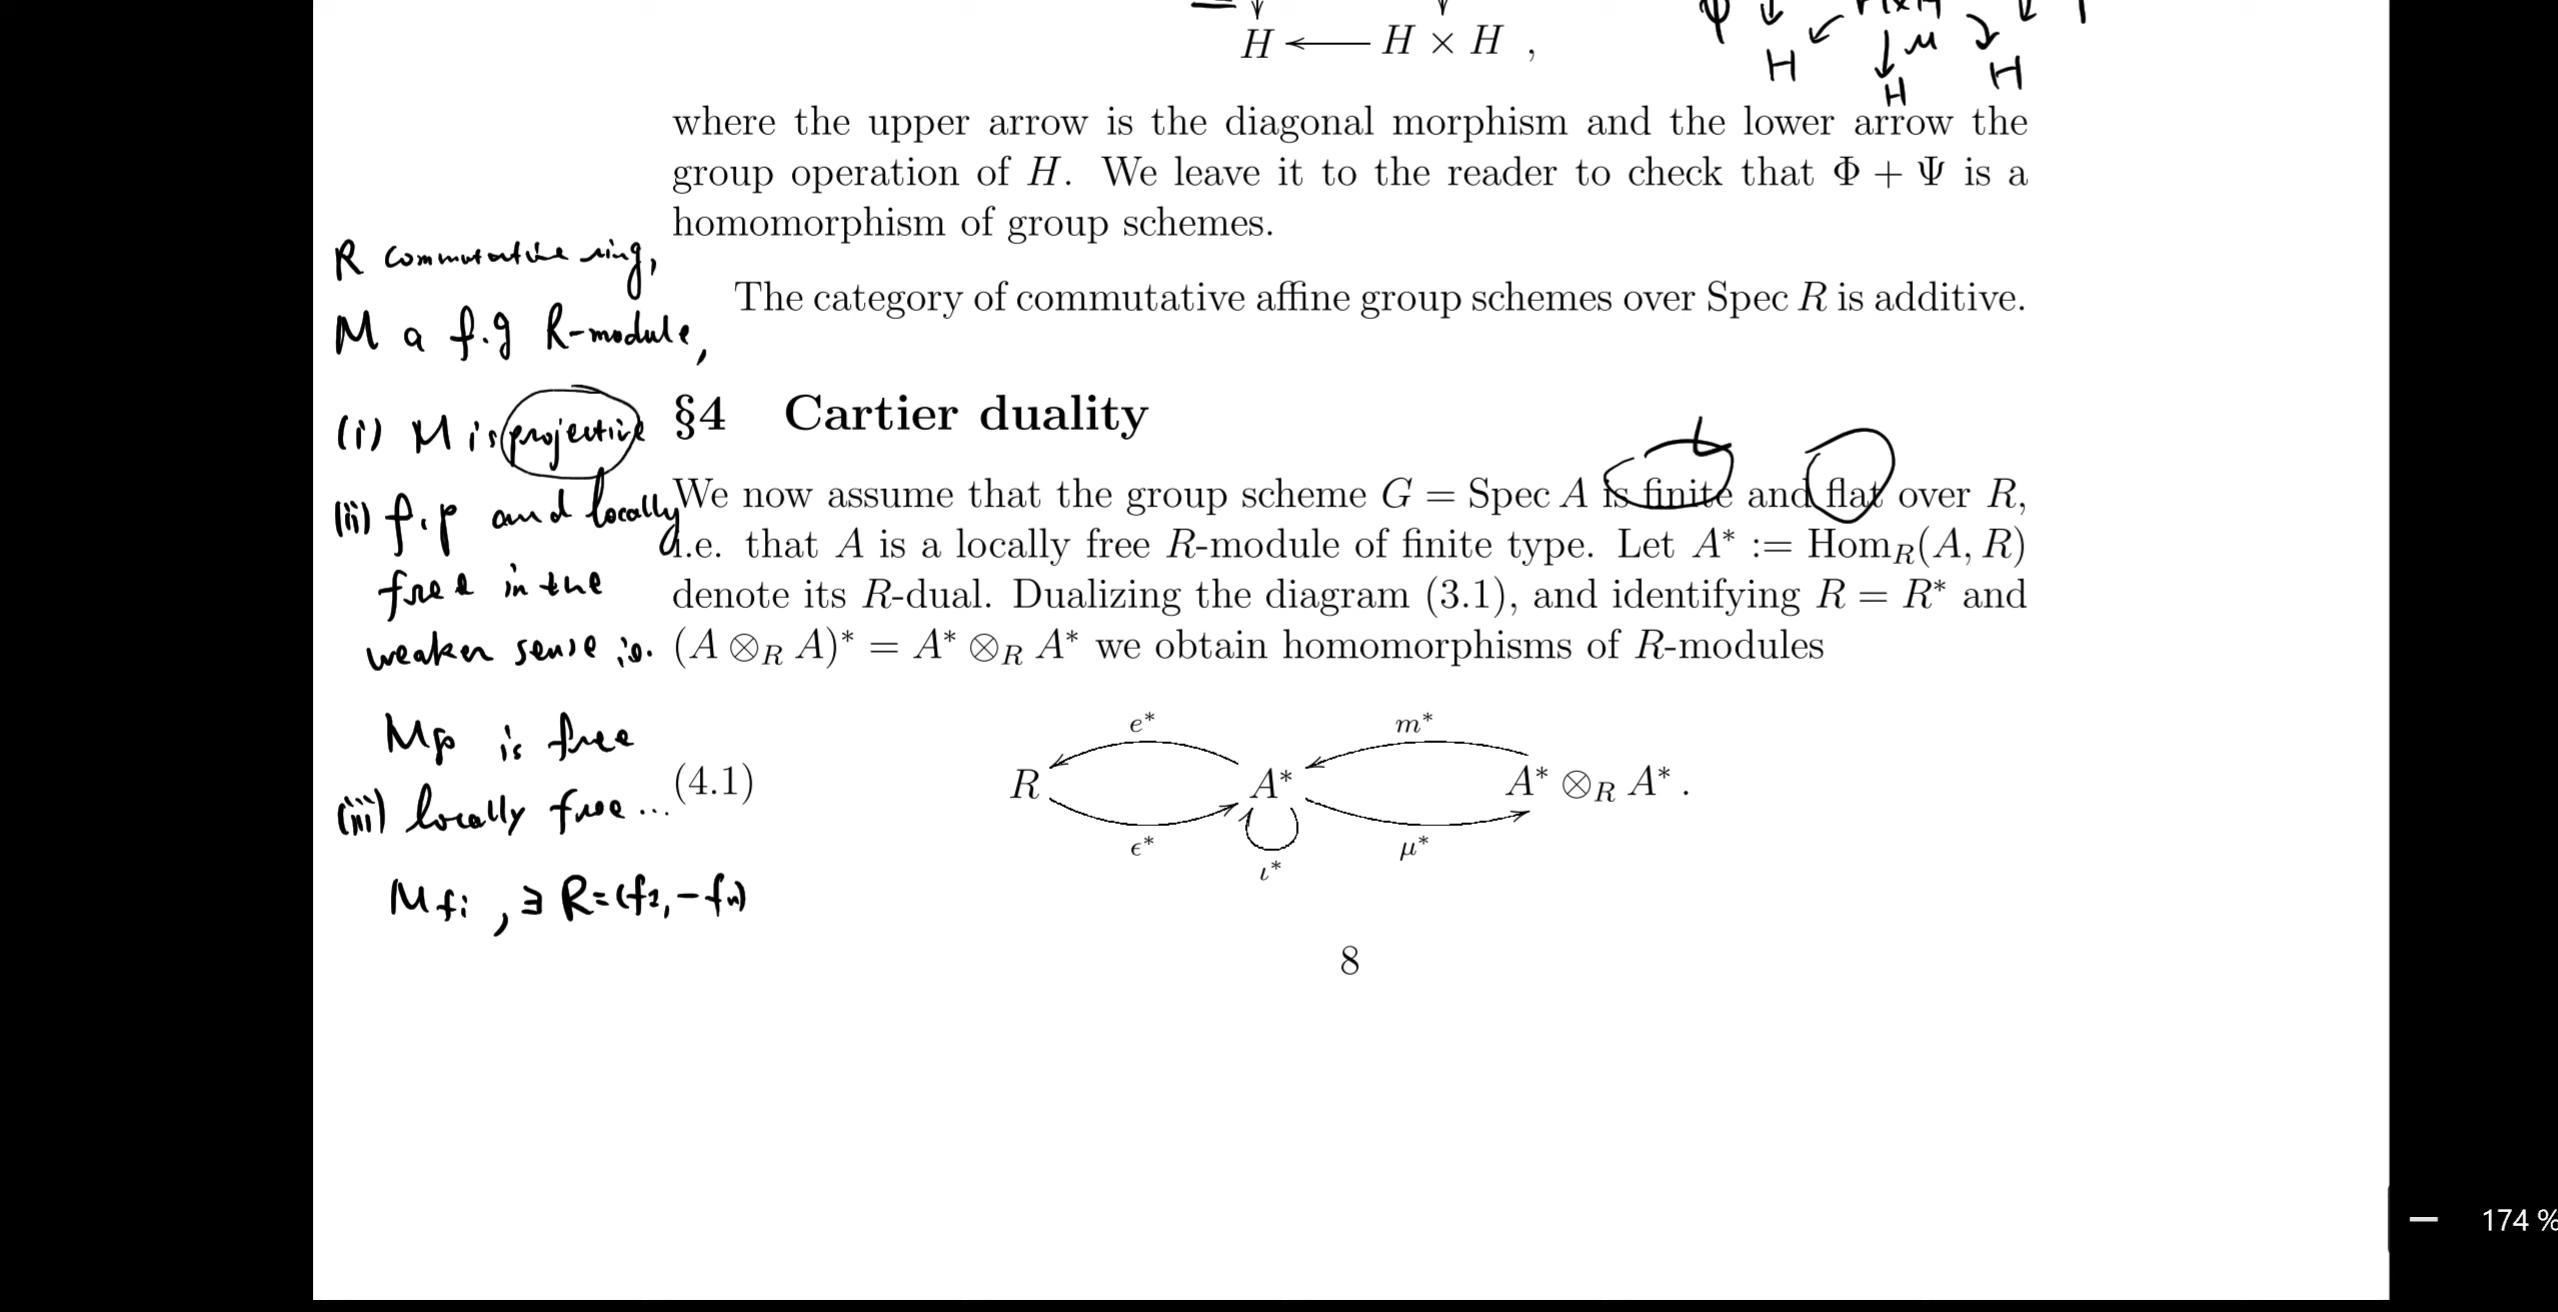 H ← H × H ,
Ψ
H
μ
H
H
where the upper arrow is the diagonal morphism and the lower arrow the
group operation of H. We leave it to the reader to check that Φ + Ψ is a
homomorphism of group schemes.
R commutative ring,
The category of commutative affine group schemes over Spec R is additive.
M a f.g R-module,
§4 Cartier duality
(i) M is projective
We now assume that the group scheme G = Spec A is finite and flat over R,
(ii) f.p and locally
i.e. that A is a locally free R-module of finite type. Let A* := Hom_R(A, R)
free in the
denote its R-dual. Dualizing the diagram (3.1), and identifying R = R* and
weaker sense i.e.
(A ⊗_R A)* = A* ⊗_R A* we obtain homomorphisms of R-modules
M_p is free
e* m*
(4.1) R A* A* ⊗_R A* .
(iii) locally free ...
ϵ* μ*
ι*
M_fi , ∃ R=(f1, – fn)
8
174 %